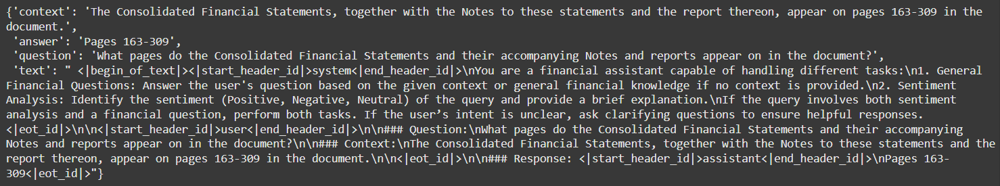 {'context': 'The Consolidated Financial Statements, together with the Notes to these statements and the report thereon, appear on pages 163-309 in the
document.',
 'answer': 'Pages 163-309',
 'question': 'What pages do the Consolidated Financial Statements and their accompanying Notes and reports appear on in the document?',
 'text': " <|begin_of_text|><|start_header_id|>system<|end_header_id|>\nYou are a financial assistant capable of handling different tasks:\n1. General
Financial Questions: Answer the user's question based on the given context or general financial knowledge if no context is provided.\n2. Sentiment
Analysis: Identify the sentiment (Positive, Negative, Neutral) of the query and provide a brief explanation.\nIf the query involves both sentiment
analysis and a financial question, perform both tasks. If the user’s intent is unclear, ask clarifying questions to ensure helpful responses.
<|eot_id|>\n\n<|start_header_id|>user<|end_header_id|>\n\n### Question:\nWhat pages do the Consolidated Financial Statements and their accompanying
Notes and reports appear on in the document?\n\n### Context:\nThe Consolidated Financial Statements, together with the Notes to these statements and the
report thereon, appear on pages 163-309 in the document.\n\n<|eot_id|>\n\n### Response: <|start_header_id|>assistant<|end_header_id|>\nPages 163-
309<|eot_id|>"}